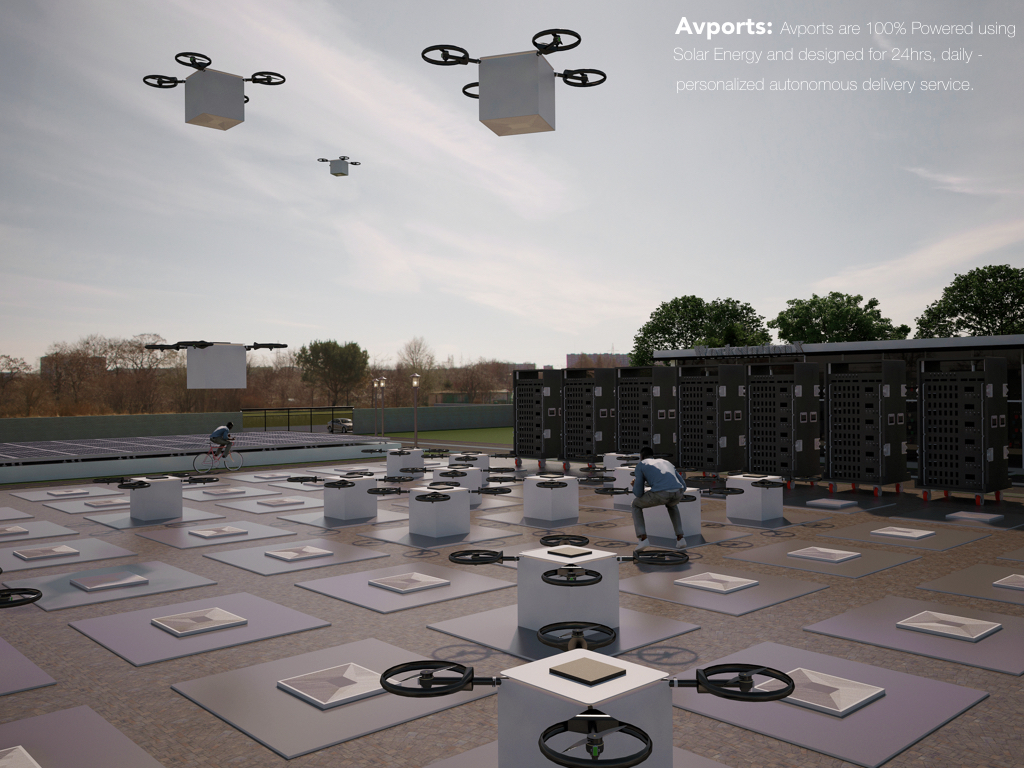 Avports: Avports are 100% Powered using
Solar Energy and designed for 24hrs, daily -
personalized autonomous delivery service.